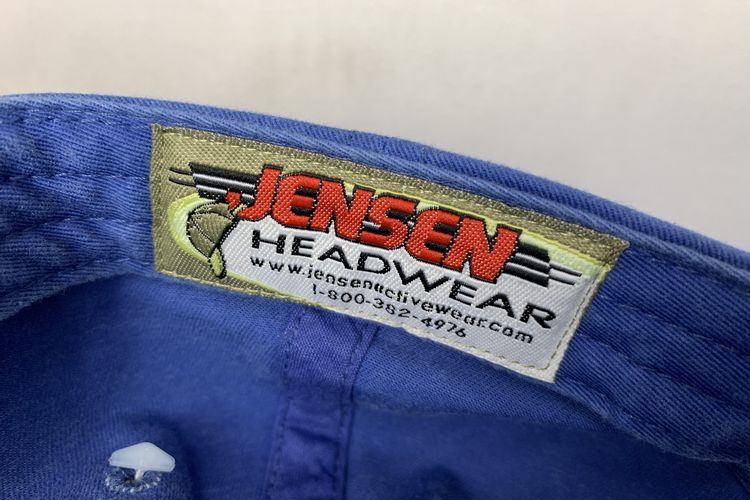 JENSEN
HEADWEAR
www.jensenactivewear.com
1-800-382-4976